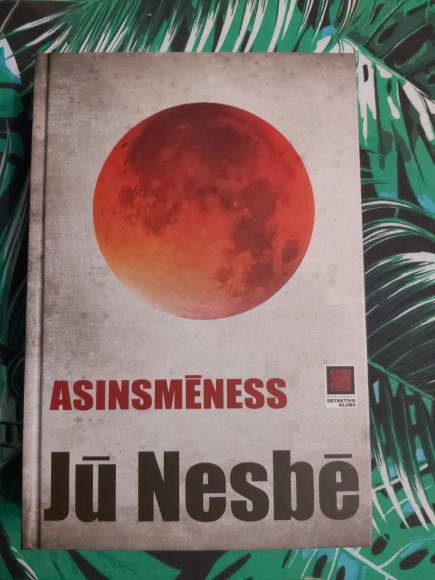 ASINSMĒNESS
DETEKTĪVU
KLUBS
Jū Nesbē